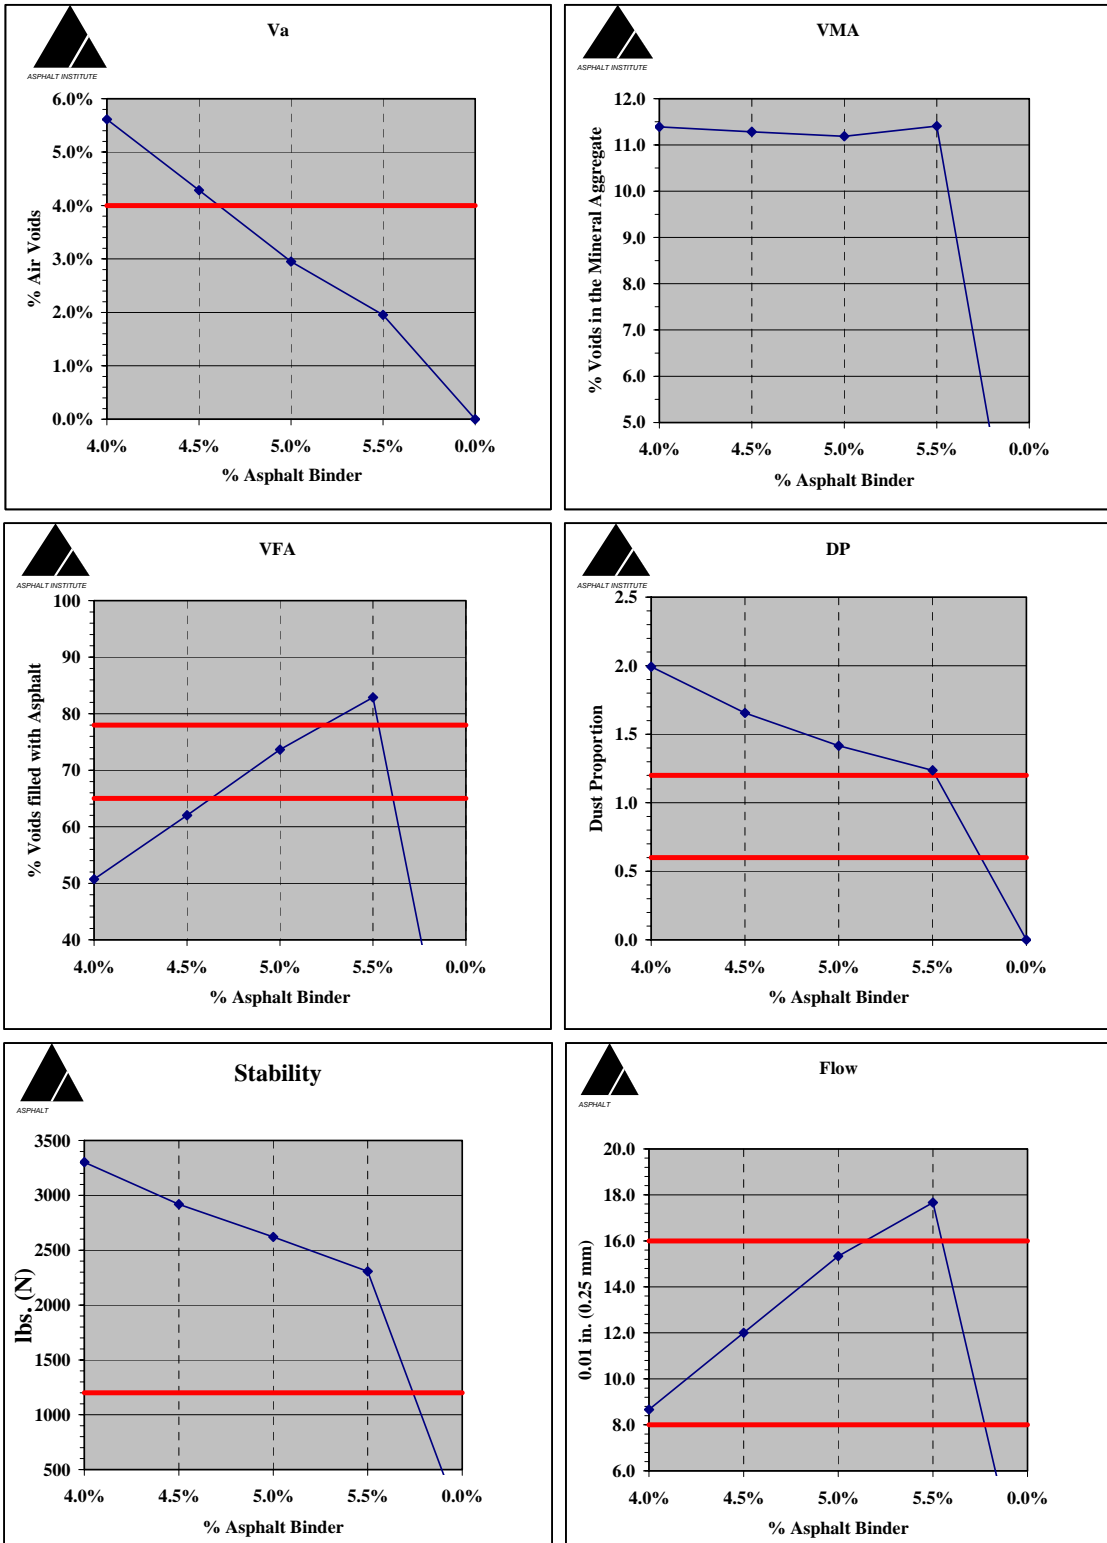 Va
ASPHALT INSTITUTE
% Air Voids
6.0%
5.0%
4.0%
3.0%
2.0%
1.0%
0.0%
4.0% 4.5% 5.0% 5.5% 0.0%
% Asphalt Binder
VMA
ASPHALT INSTITUTE
% Voids in the Mineral Aggregate
12.0
11.0
10.0
9.0
8.0
7.0
6.0
5.0
4.0% 4.5% 5.0% 5.5% 0.0%
% Asphalt Binder
VFA
ASPHALT INSTITUTE
% Voids filled with Asphalt
100
90
80
70
60
50
40
4.0% 4.5% 5.0% 5.5% 0.0%
% Asphalt Binder
DP
ASPHALT INSTITUTE
Dust Proportion
2.5
2.0
1.5
1.0
0.5
0.0
4.0% 4.5% 5.0% 5.5% 0.0%
% Asphalt Binder
Stability
ASPHALT
lbs. (N)
3500
3000
2500
2000
1500
1000
500
4.0% 4.5% 5.0% 5.5% 0.0%
% Asphalt Binder
Flow
ASPHALT
0.01 in. (0.25 mm)
20.0
18.0
16.0
14.0
12.0
10.0
8.0
6.0
4.0% 4.5% 5.0% 5.5% 0.0%
% Asphalt Binder